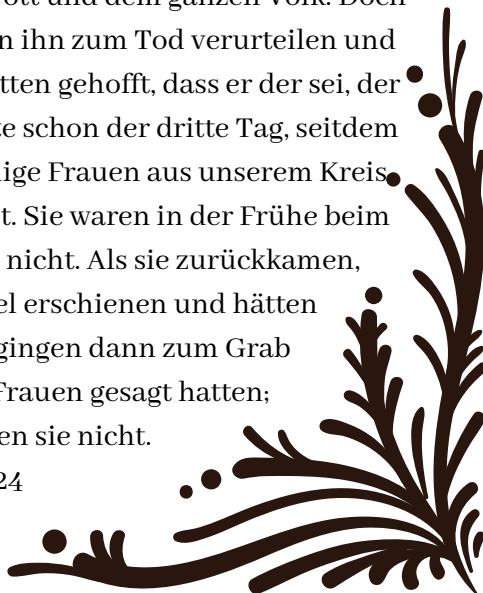 ott und dem ganzen Volk. Doch
n ihn zum Tod verurteilen und
tten gehofft, dass er der sei, der
te schon der dritte Tag, seitdem
nige Frauen aus unserem Kreis
t. Sie waren in der Frühe beim
nicht. Als sie zurückkamen,
el erschienen und hätten
gingen dann zum Grab
Frauen gesagt hatten;
en sie nicht.
24